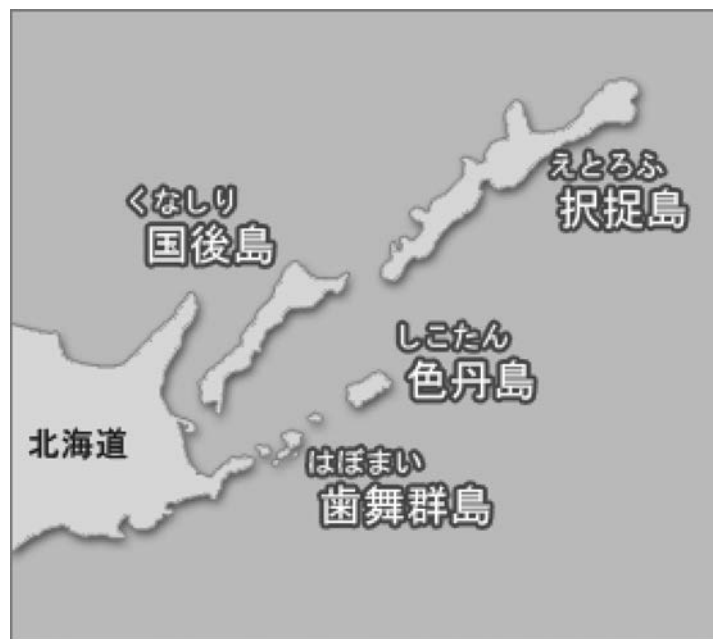 えとろふ
択捉島
くなしり
国後島
しこたん
色丹島
北海道
はぼまい
歯舞群島